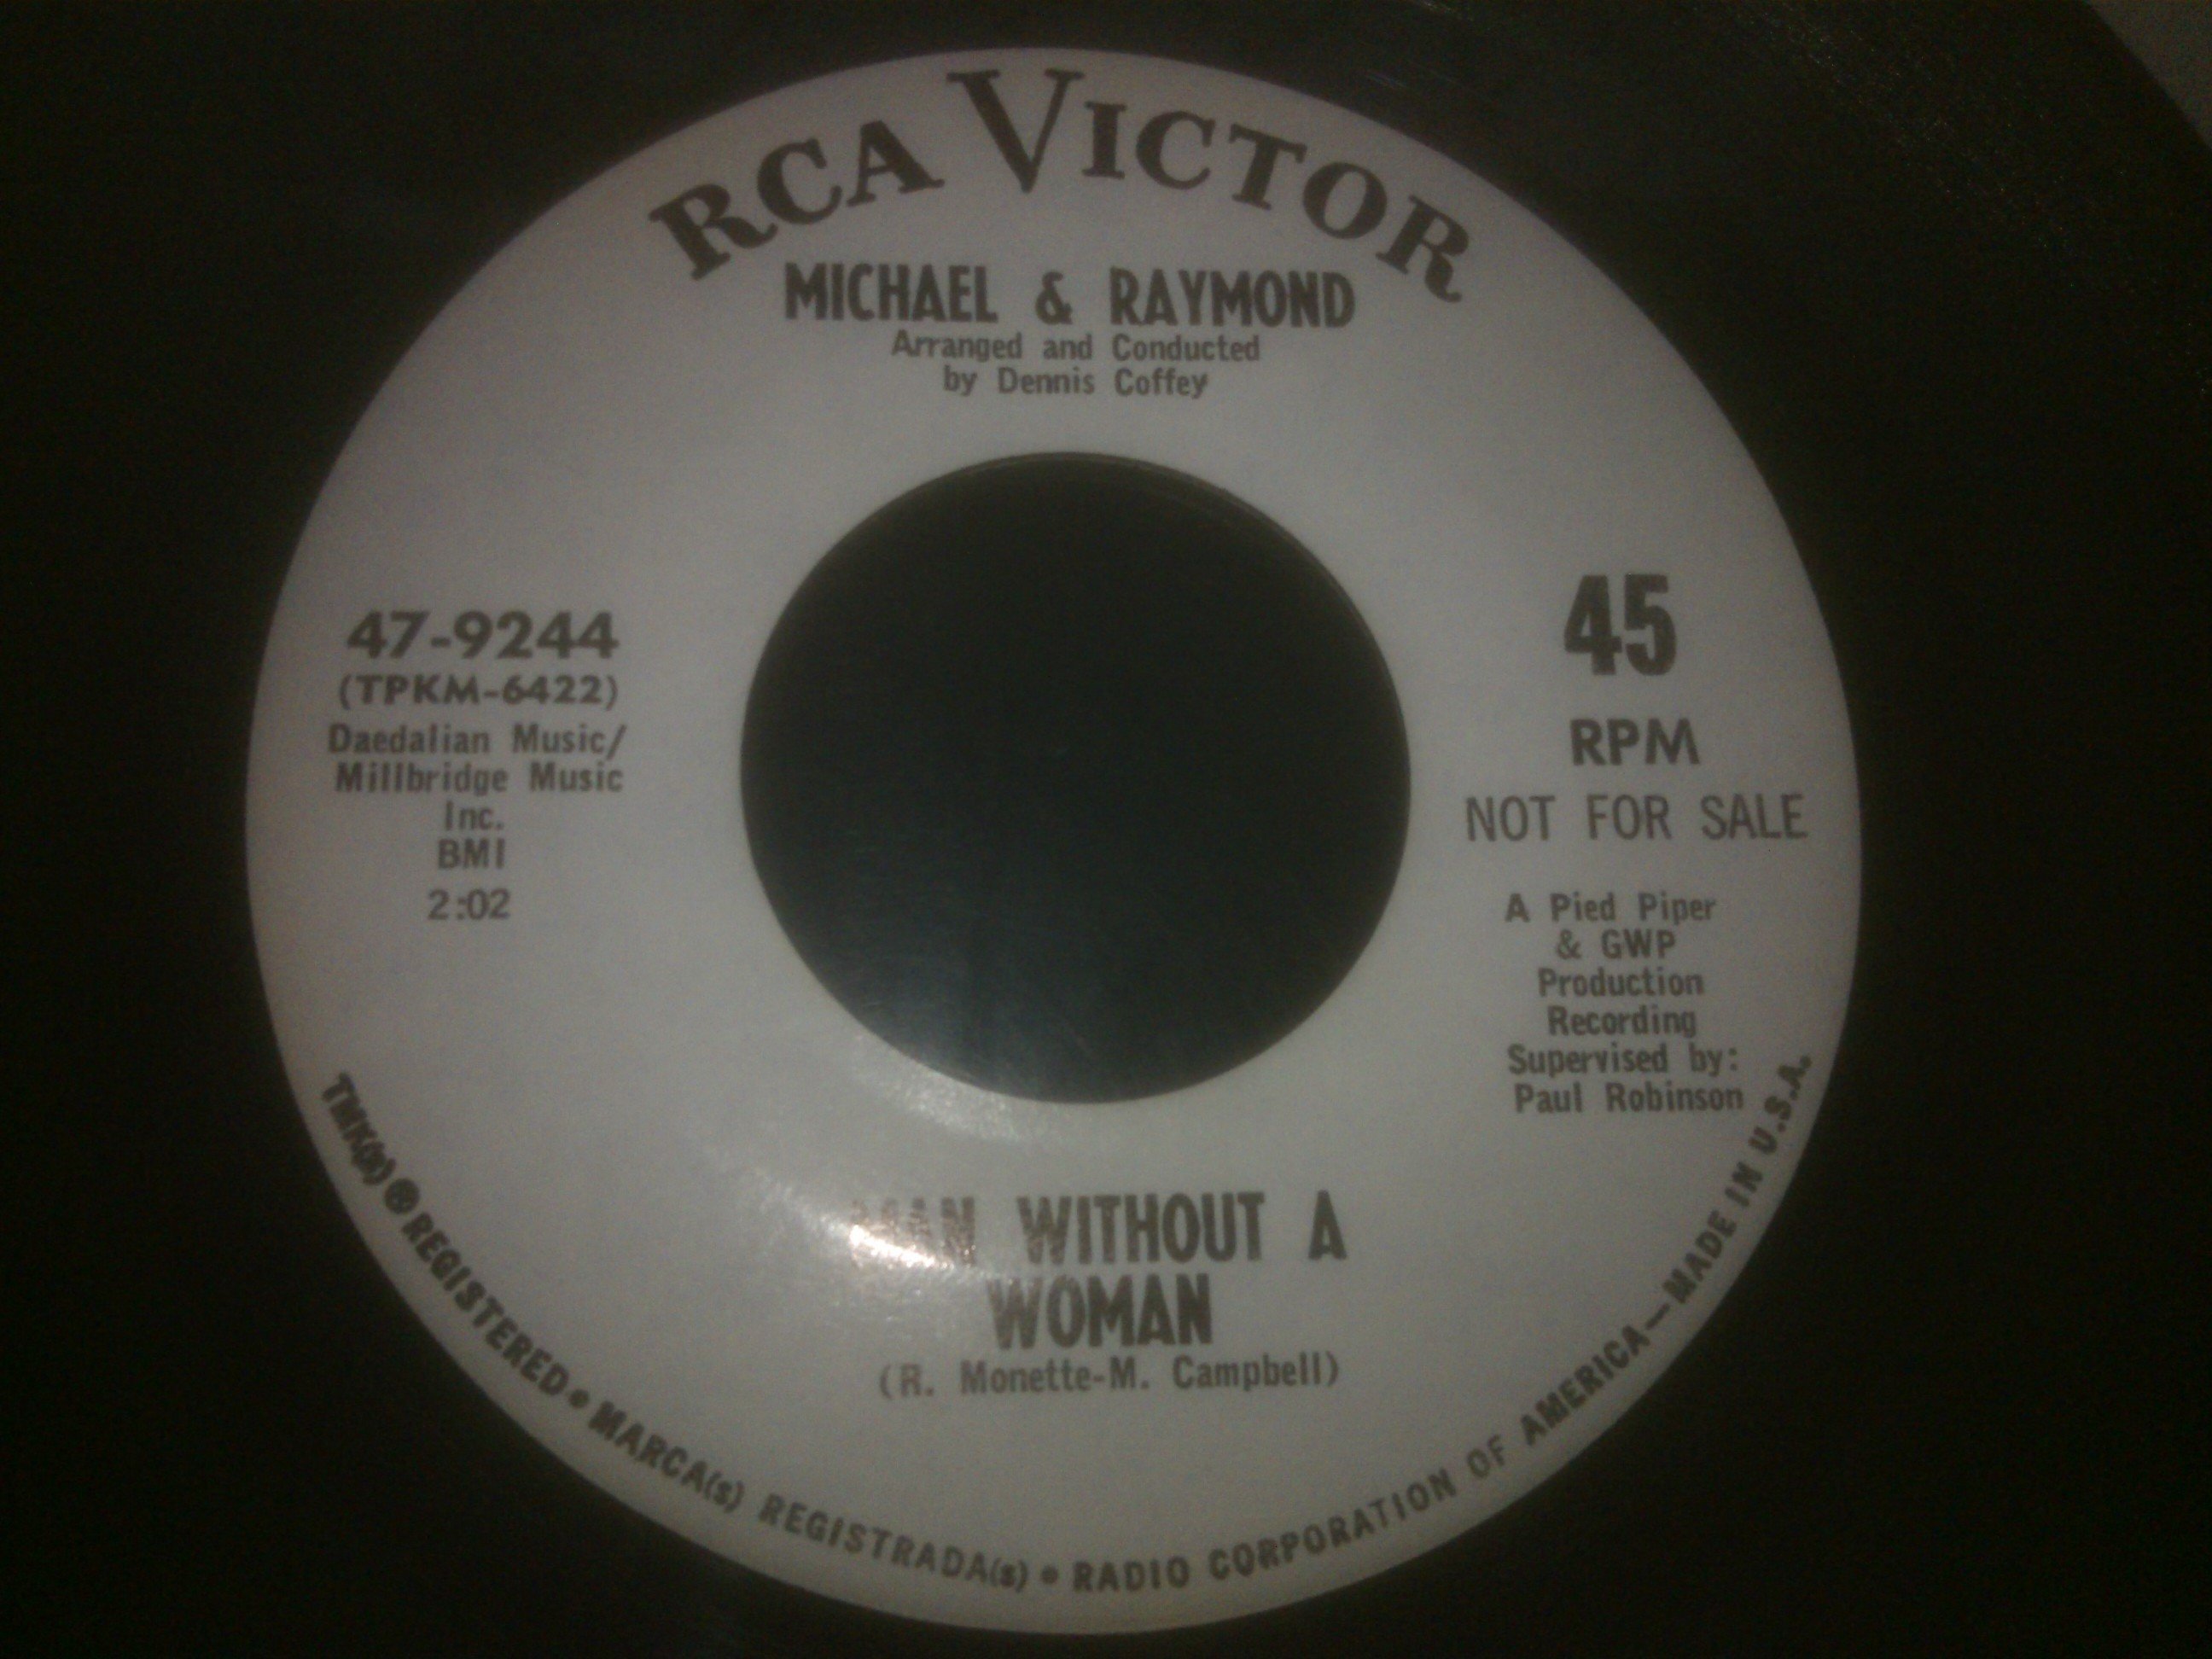 RCA VICTOR
MICHAEL & RAYMOND
Arranged and Conducted
by Dennis Coffey
47-9244
(TPKM-6422)
Daedalian Music/
Millbridge Music
Inc.
BMI
2:02
45
RPM
NOT FOR SALE
A Pied Piper
& GWP
Production
Recording
Supervised by:
Paul Robinson
MAN WITHOUT A
WOMAN
(R. Monette-M. Campbell)
TMK(s) ® REGISTERED • MARCA(s) REGISTRADA(s) • RADIO CORPORATION OF AMERICA—MADE IN U.S.A.